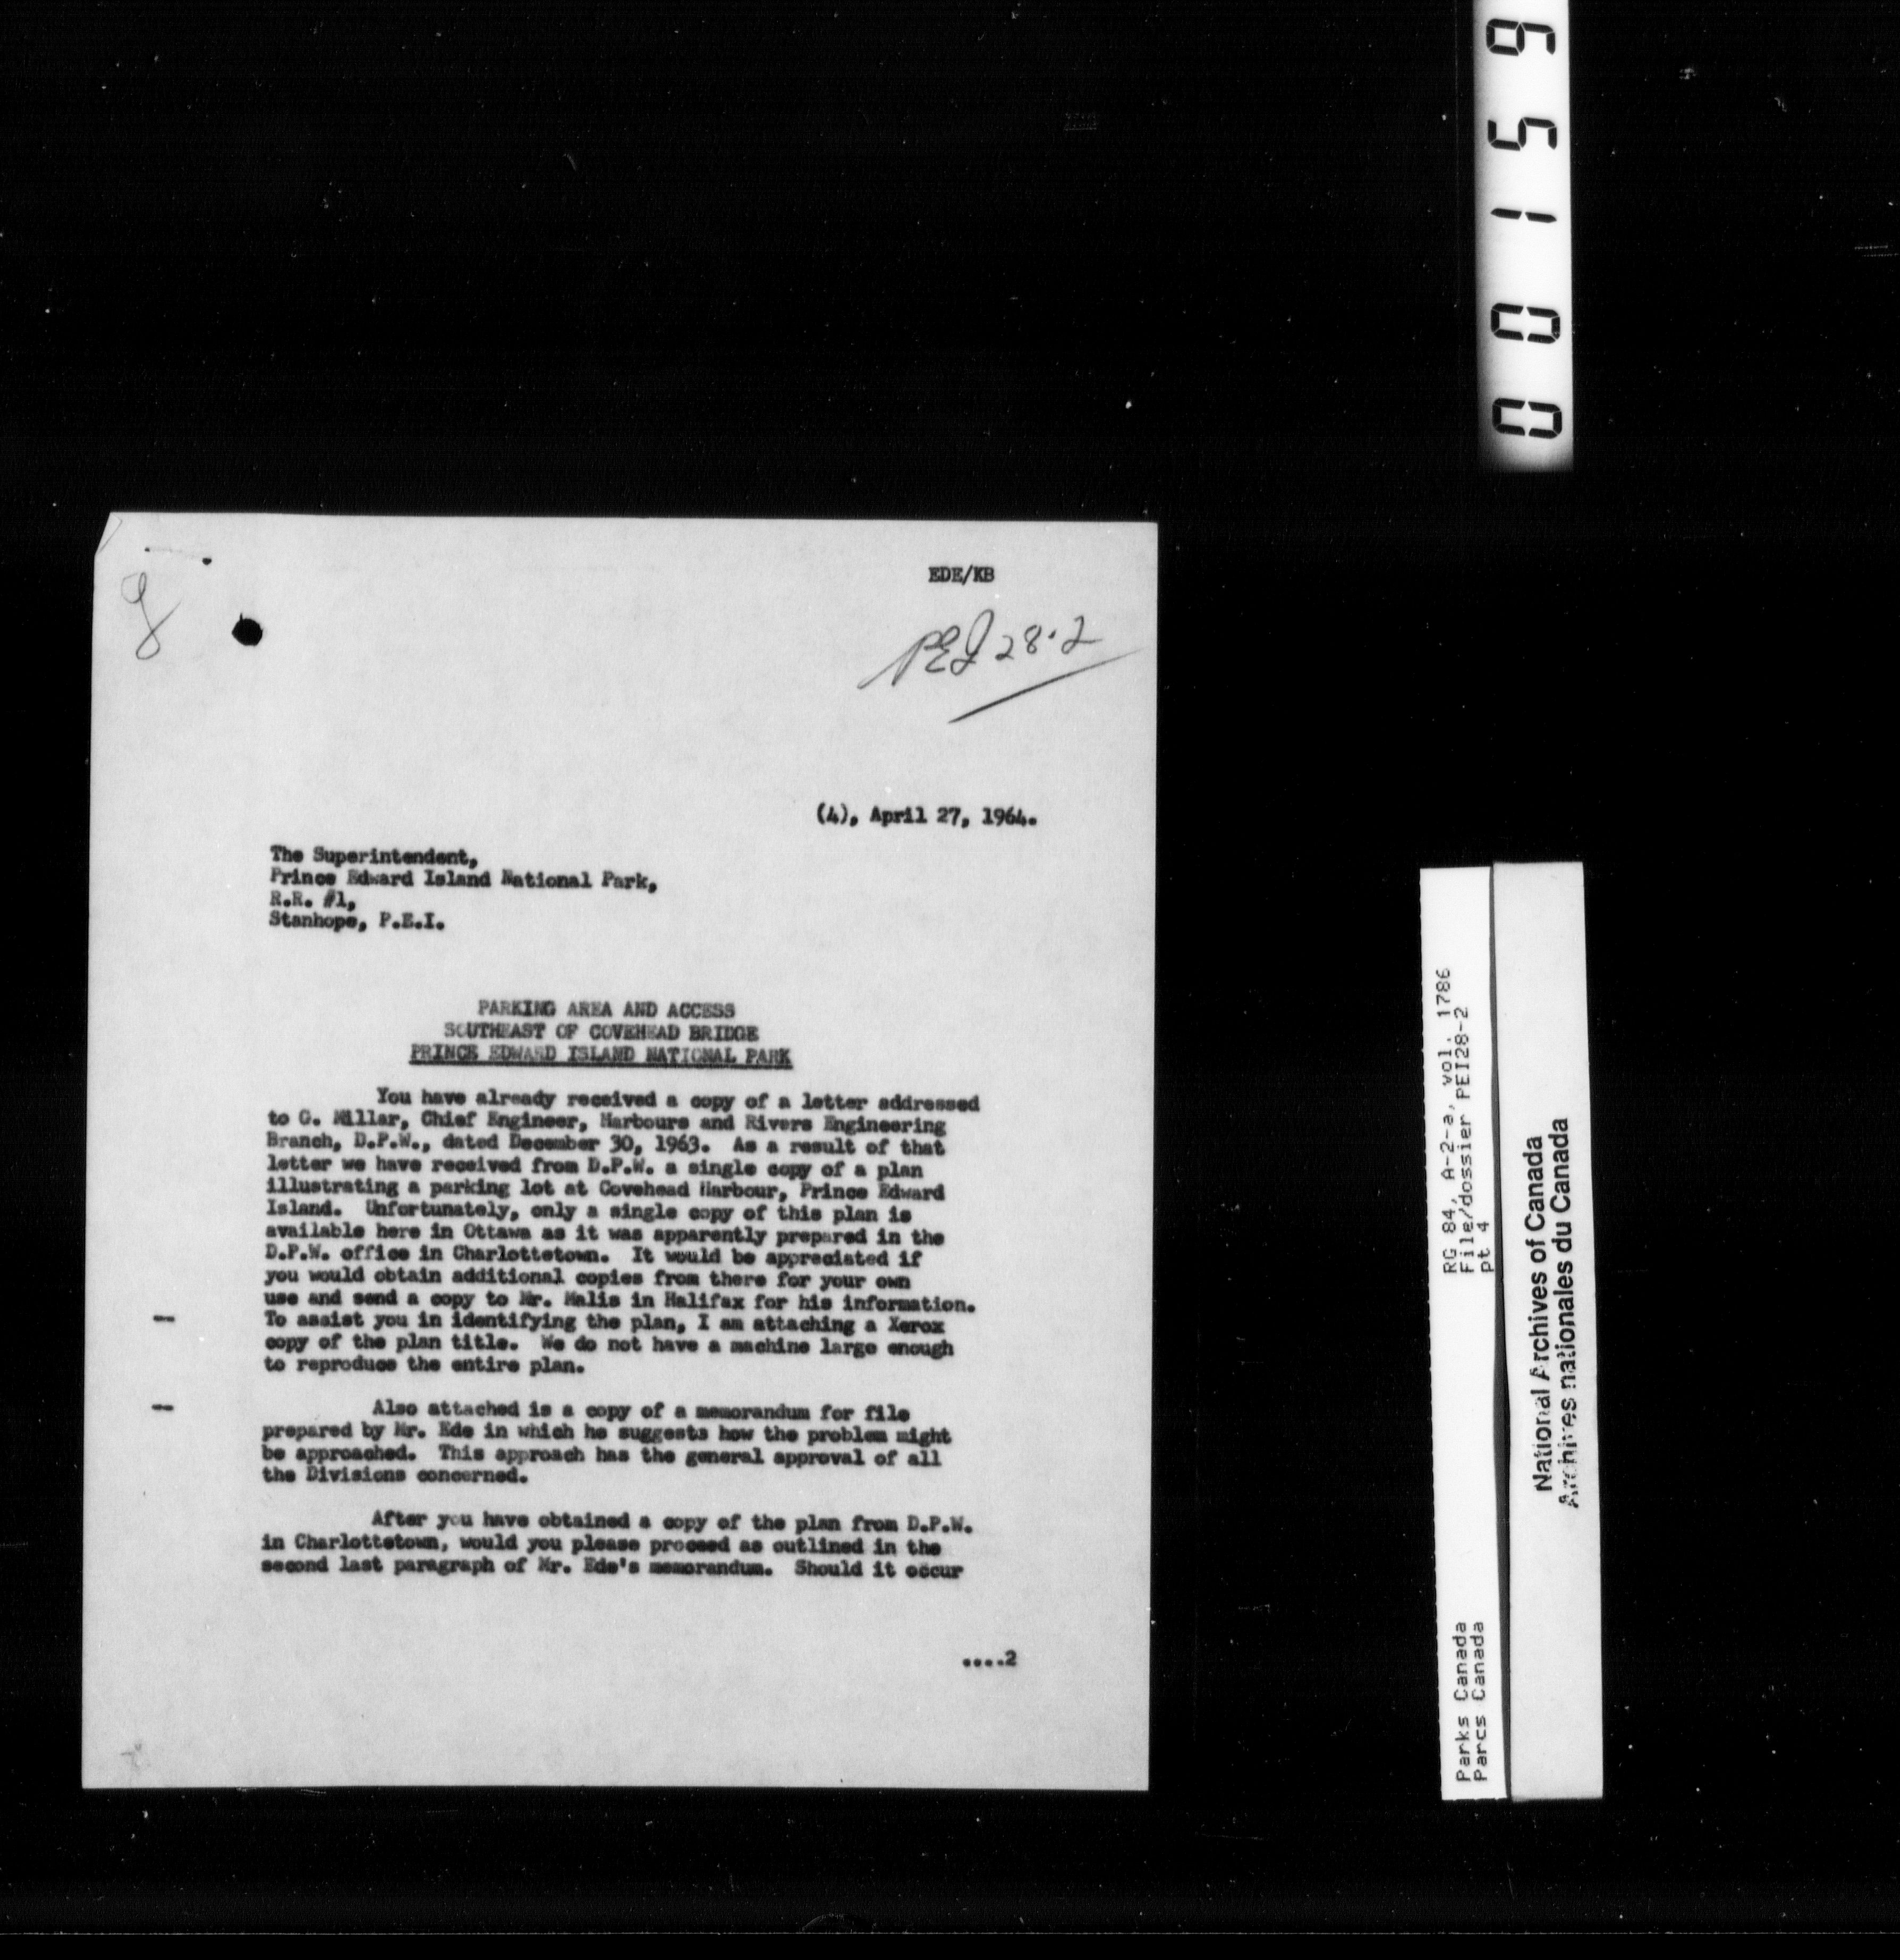 EDE/KB
PEI 28.2
(4), April 27, 1964.
The Superintendent,
Prince Edward Island National Park,
R.R. #1,
Stanhope, P.E.I.
PARKING AREA AND ACCESS
SOUTHEAST OF COVEHEAD BRIDGE
PRINCE EDWARD ISLAND NATIONAL PARK
You have already received a copy of a letter addressed
to G. Millar, Chief Engineer, Harbours and Rivers Engineering
Branch, D.P.W., dated December 30, 1963. As a result of that
letter we have received from D.P.W. a single copy of a plan
illustrating a parking lot at Covehead Harbour, Prince Edward
Island. Unfortunately, only a single copy of this plan is
available here in Ottawa as it was apparently prepared in the
D.P.W. office in Charlottetown. It would be appreciated if
you would obtain additional copies from there for your own
use and send a copy to Mr. Malis in Halifax for his information.
-- To assist you in identifying the plan, I am attaching a Xerox
copy of the plan title. We do not have a machine large enough
to reproduce the entire plan.
-- Also attached is a copy of a memorandum for file
prepared by Mr. Ede in which he suggests how the problem might
be approached. This approach has the general approval of all
the Divisions concerned.
After you have obtained a copy of the plan from D.P.W.
in Charlottetown, would you please proceed as outlined in the
second last paragraph of Mr. Ede's memorandum. Should it occur
....2
00159
Parks Canada RG 84, A-2-a, vol. 1786
Parcs Canada File/dossier PEI28-2
pt 4
National Archives of Canada
Archives nationales du Canada